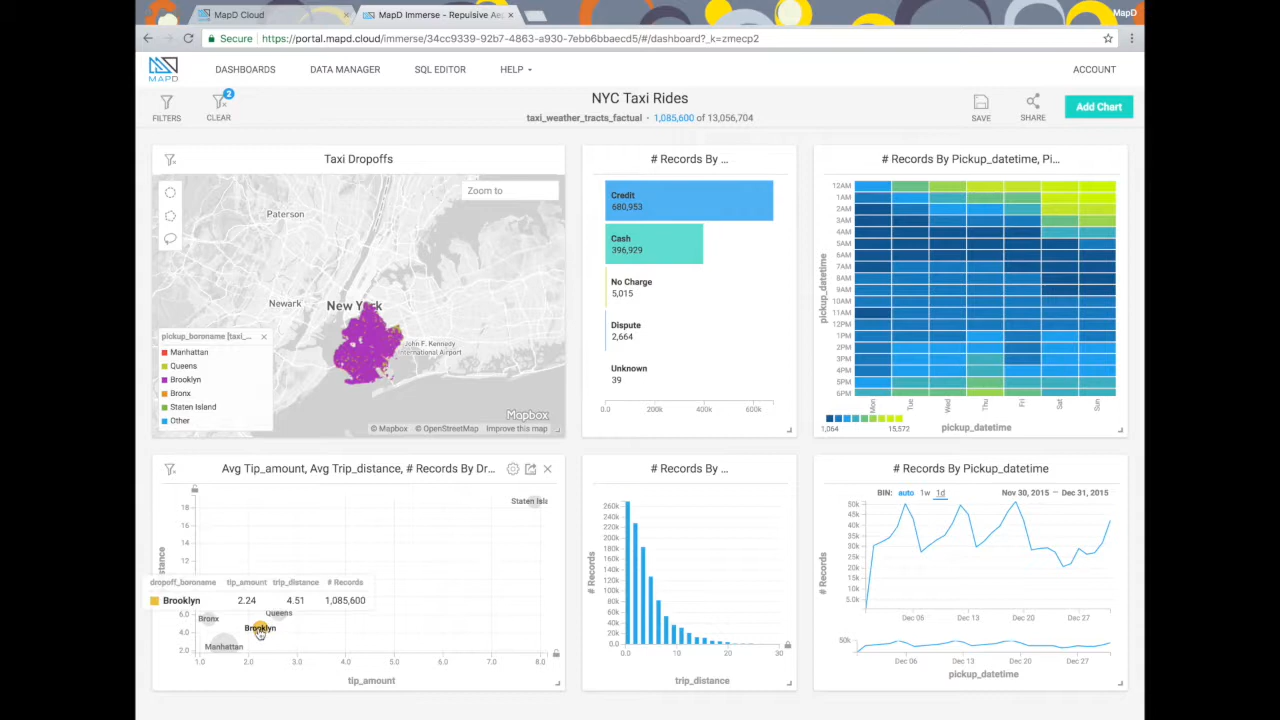 MapD
MapD Cloud
MapD Immerse - Repulsive Aec
Secure
https://portal.mapd.cloud/immerse/34cc9339-92b7-4863-a930-7ebb6bbaecd5/#/dashboard?_k=zmecp2
MAPD
DASHBOARDS
DATA MANAGER
SQL EDITOR
HELP
ACCOUNT
FILTERS
2
CLEAR
NYC Taxi Rides
taxi_weather_tracts_factual - 1,085,600 of 13,056,704
SAVE
SHARE
Add Chart
Taxi Dropoffs
Zoom to
Paterson
Newark
New York
John F. Kennedy
International Airport
pickup_boroname [taxi_...
Manhattan
Queens
Brooklyn
Bronx
Staten Island
Other
Mapbox
© Mapbox © OpenStreetMap Improve this map
# Records By ...
Credit
680,953
Cash
396,929
No Charge
5,015
Dispute
2,664
Unknown
39
0.0 200k 400k 600k
# Records By Pickup_datetime, Pi...
12AM
1AM
2AM
3AM
4AM
5AM
6AM
7AM
8AM
9AM
10AM
11AM
12PM
1PM
2PM
3PM
4PM
5PM
6PM
pickup_datetime
Mon Tue Wed Thu Fri Sat Sun
1,064 15,572
pickup_datetime
Avg Tip_amount, Avg Trip_distance, # Records By Dr...
18
16
14
12
6.0
4.0
2.0
stance
Staten Isla
dropoff_boroname tip_amount trip_distance # Records
Brooklyn 2.24 4.51 1,085,600
Bronx
Queens
Brooklyn
Manhattan
1.0 2.0 3.0 4.0 5.0 6.0 7.0 8.0
tip_amount
# Records By ...
260k
240k
220k
200k
180k
160k
140k
120k
100k
80k
60k
40k
20k
0.0
# Records
0.0 10 20 30
trip_distance
# Records By Pickup_datetime
BIN: auto 1w 1d
Nov 30, 2015 — Dec 31, 2015
50k
45k
40k
35k
30k
25k
20k
15k
10k
5.0k
# Records
Dec 06 Dec 13 Dec 20 Dec 27
50k
Dec 06 Dec 13 Dec 20 Dec 27
pickup_datetime